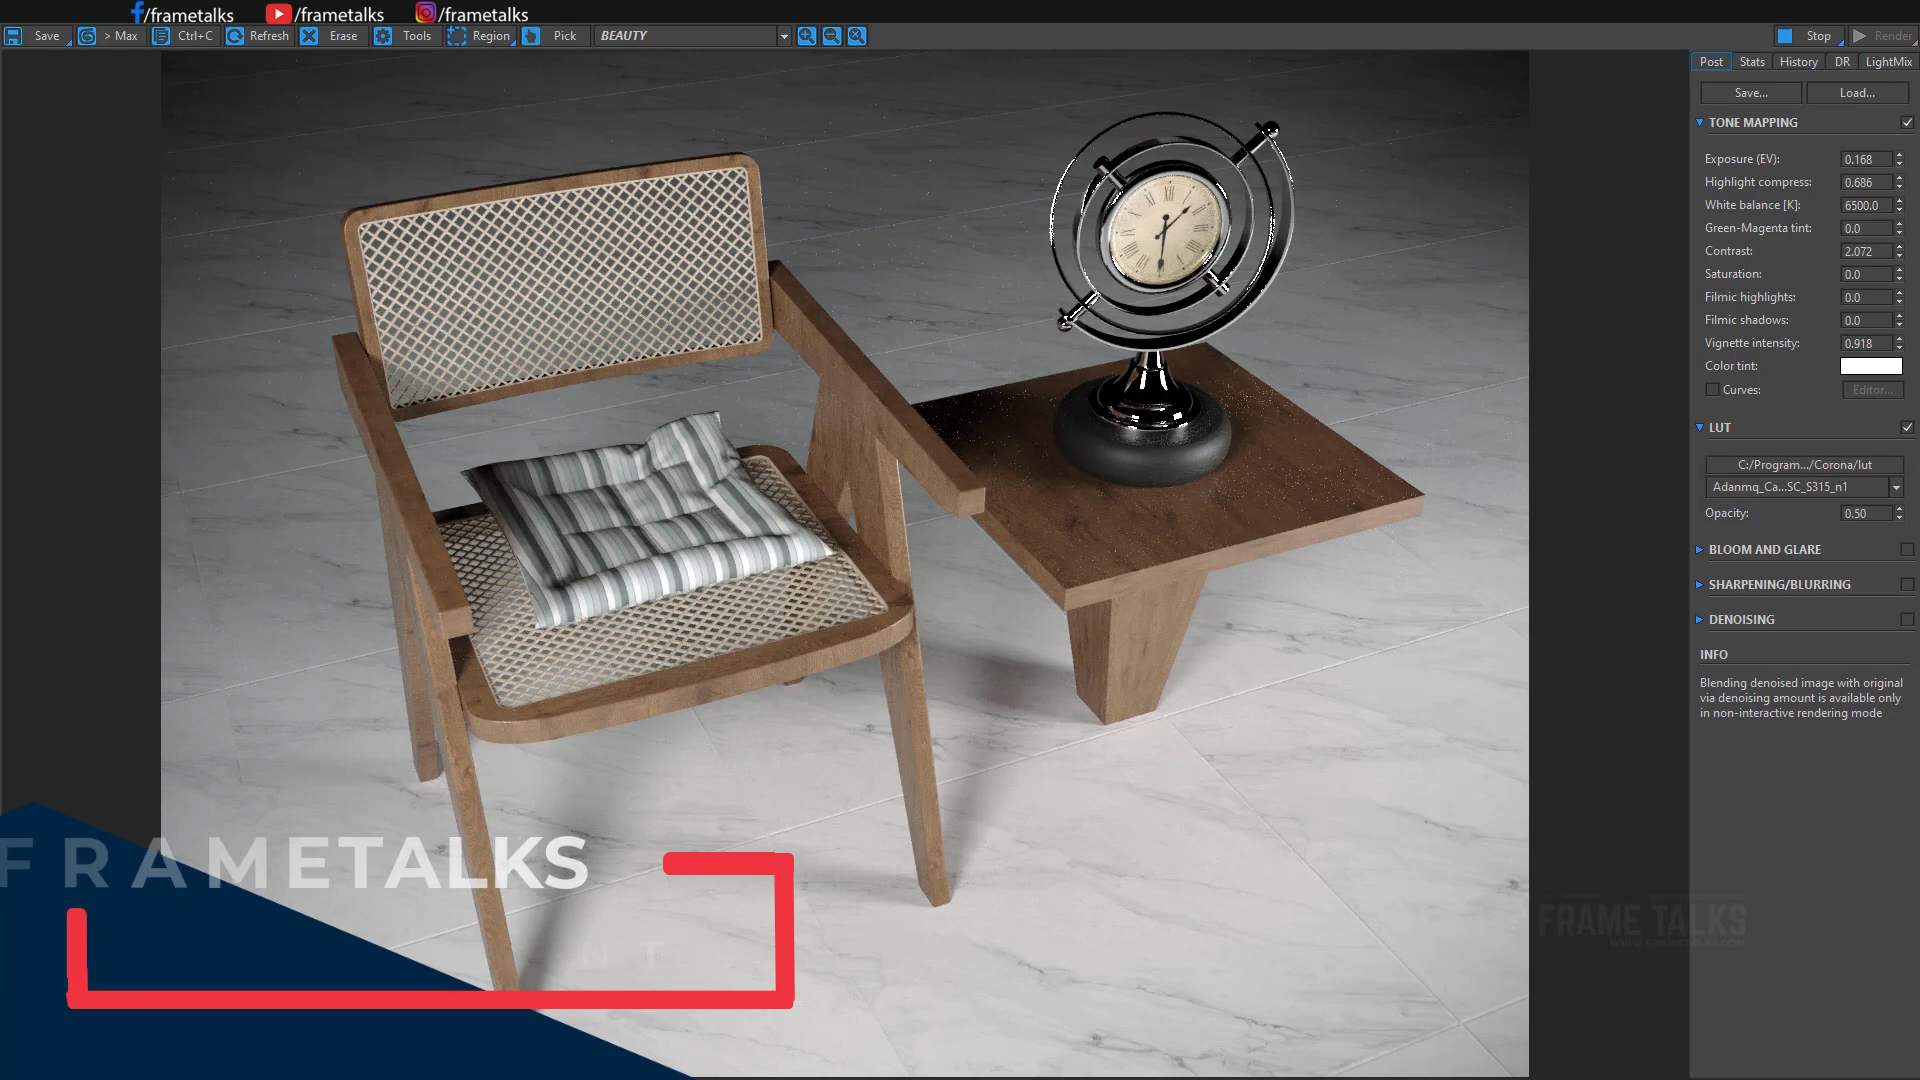 /frametalks /frametalks /frametalks
Save > Max Ctrl+C Refresh Erase Tools Region Pick BEAUTY Stop Render
Post Stats History DR LightMix
Save... Load...
TONE MAPPING
Exposure (EV): 0.168
Highlight compress: 0.686
White balance [K]: 6500.0
Green-Magenta tint: 0.0
Contrast: 2.072
Saturation: 0.0
Filmic highlights: 0.0
Filmic shadows: 0.0
Vignette intensity: 0.918
Color tint:
Curves: Editor...
LUT
C:/Program.../Corona/lut
Adanmq_Ca...SC_S315_n1
Opacity: 0.50
BLOOM AND GLARE
SHARPENING/BLURRING
DENOISING
INFO
Blending denoised image with original
via denoising amount is available only
in non-interactive rendering mode
FRAMETALKS
N T
FRAME TALKS
WWW.FRAMETALKS.COM